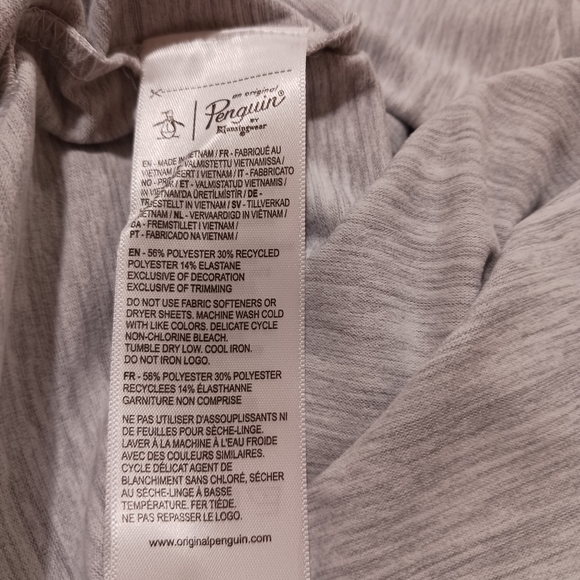 an original
Penguin®
BY
Munsingwear
EN - MADE IN VIETNAM / FR - FABRIQUÉ AU
VIETNAM / VALMISTETTU VIETNAMISSA /
VIETNAM / IT - FABBRICATO
NO - / ET - VALMISTATUD VIETNAMIS /
VIETNAM'DA ÜRETİLMİŞTİR / DE -
VIETNAM / SV - TILLVERKAD
VIETNAM / NL - VERVAARDIGD IN VIËTNAM /
DA - FREMSTILLET I VIETNAM /
PT - FABRICADO NA VIETNAM /
EN - 56% POLYESTER 30% RECYCLED
POLYESTER 14% ELASTANE
EXCLUSIVE OF DECORATION
EXCLUSIVE OF TRIMMING
DO NOT USE FABRIC SOFTENERS OR
DRYER SHEETS. MACHINE WASH COLD
WITH LIKE COLORS. DELICATE CYCLE
NON-CHLORINE BLEACH.
TUMBLE DRY LOW. COOL IRON.
DO NOT IRON LOGO.
FR - 56% POLYESTER 30% POLYESTER
RECYCLEES 14% ÉLASTHANNE
GARNITURE NON COMPRISE
NE PAS UTILISER D'ASSOUPLISSANTS NI
DE FEUILLES POUR SÈCHE-LINGE.
LAVER À LA MACHINE À L'EAU FROIDE
AVEC DES COULEURS SIMILAIRES.
CYCLE DÉLICAT AGENT DE
BLANCHIMENT SANS CHLORÉ, SÉCHER
AU SÈCHE-LINGE À BASSE
TEMPÉRATURE. FER TIÈDE.
NE PAS REPASSER LE LOGO.
www.originalpenguin.com